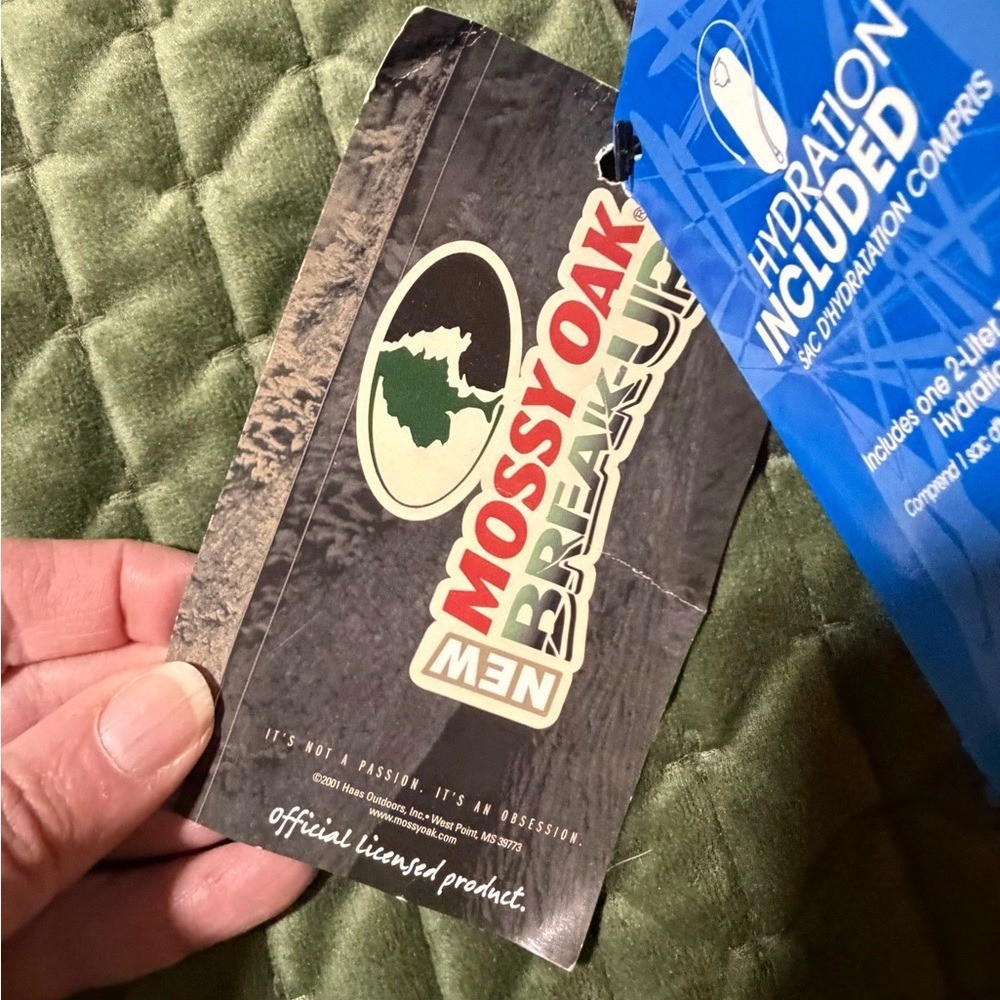 MOSSY OAK®
BREAK-UP
NEW
IT'S NOT A PASSION. IT'S AN OBSESSION.
©2001 Haas Outdoors, Inc. • West Point, MS 39773
www.mossyoak.com
official licensed product.
HYDRATION
INCLUDED
SAC D'HYDRATATION COMPRIS
Includes one 2-Liter
Comprend 1 sac